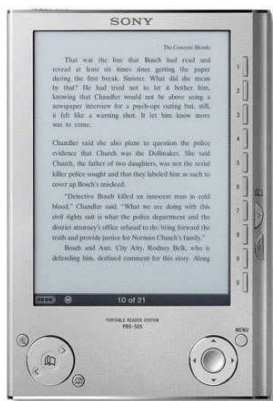 SONY
The Concrete Blonde
That was the line that Bosch had read and
reread at least six times since getting the paper
during the first break. Sinister. What did she mean
by that? He had tried not to let it bother him,
knowing that Chandler would not be above using a
newspaper interview for a psych-ops outing but, still,
it felt like a warning shot. It let him know more
was to come.
Chandler said she also plans to question the police
evidence that Church was the Dollmaker. She said
Church, the father of two daughters, was not the serial
killer police sought and that they labeled him as such to
cover up Bosch's misdeed.
"Detective Bosch killed an innocent man in cold
blood," Chandler said. "What we are doing with this
civil rights suit is what the police department and the
district attorney's office refused to do: bring forward the
truth and provide justice for Norman Church's family."
Bosch and Asst. City Atty. Rodney Belk, who is
defending him, declined comment for this story. Along
10 of 21
PORTABLE READER SYSTEM
PRS-505
MENU
1
2
3
4
5
6
7
8
9
0